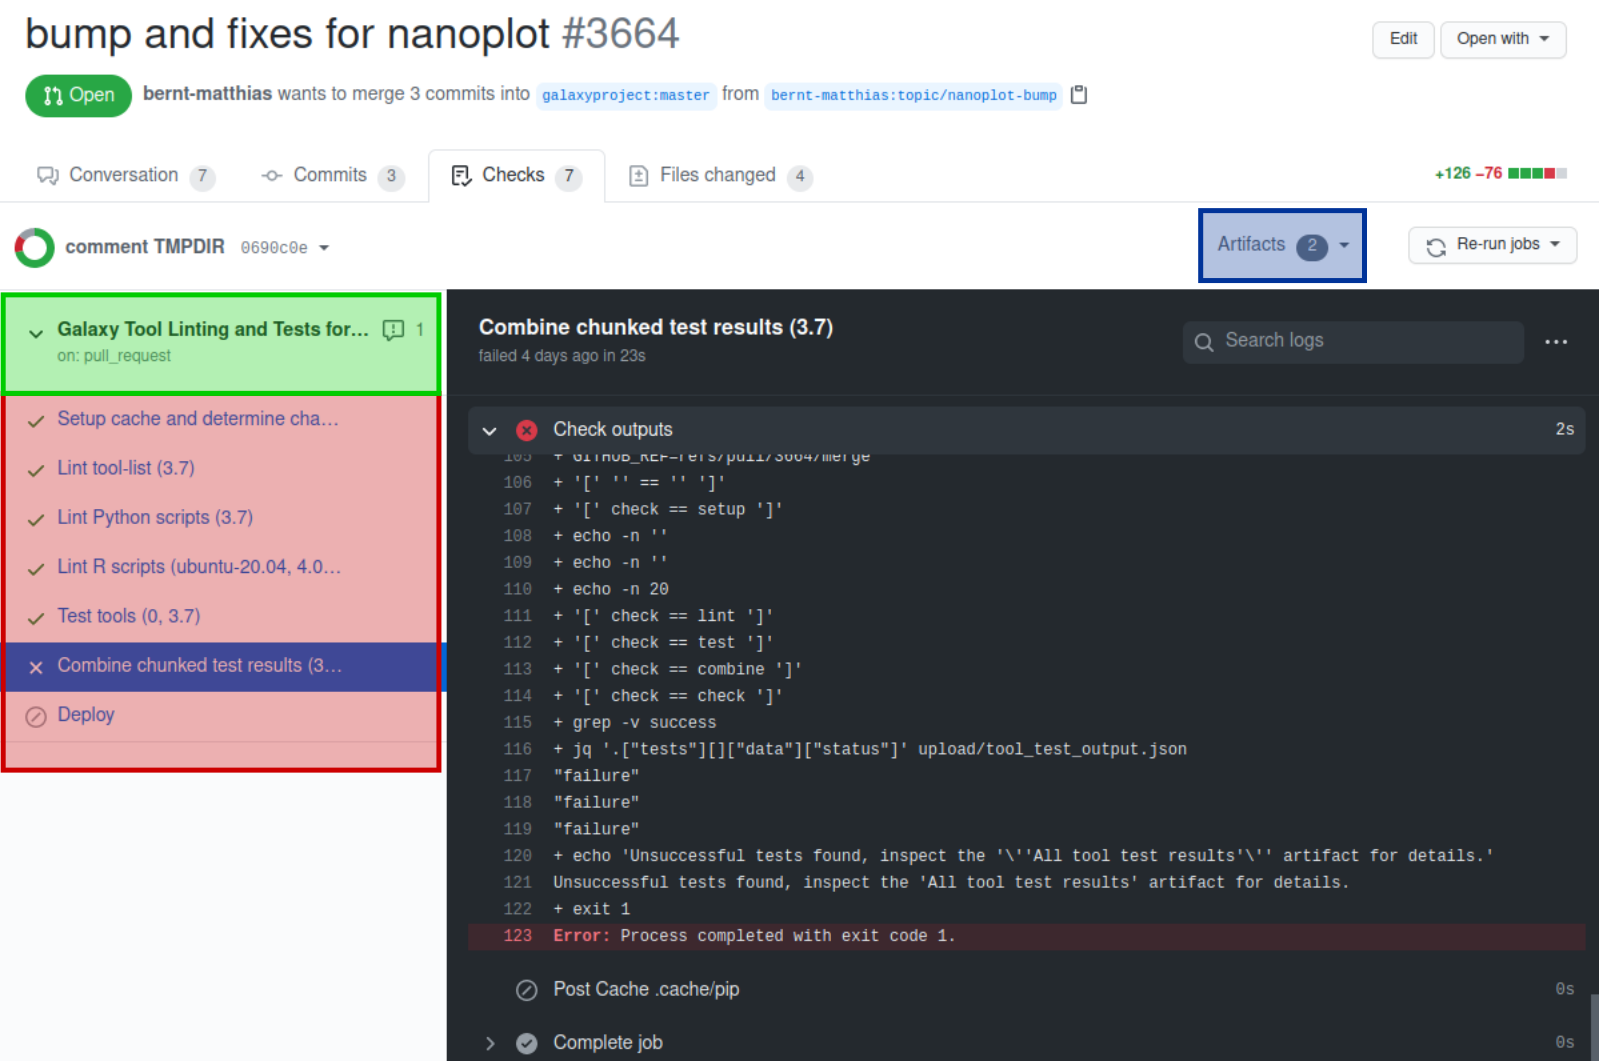 bump and fixes for nanoplot #3664
Edit
Open with
Open
bernt-matthias wants to merge 3 commits into galaxyproject:master from bernt-matthias:topic/nanoplot-bump
Conversation 7
Commits 3
Checks 7
Files changed 4
+126 −76
comment TMPDIR 0690c0e
Artifacts 2
Re-run jobs
Galaxy Tool Linting and Tests for... 1
on: pull_request
Setup cache and determine cha...
Lint tool-list (3.7)
Lint Python scripts (3.7)
Lint R scripts (ubuntu-20.04, 4.0...
Test tools (0, 3.7)
Combine chunked test results (3...
Deploy
Combine chunked test results (3.7)
failed 4 days ago in 23s
Search logs
Check outputs 2s
105 + GITHUB_REF=refs/pull/3664/merge
106 + '[' '' == '' ']'
107 + '[' check == setup ']'
108 + echo -n ''
109 + echo -n ''
110 + echo -n 20
111 + '[' check == lint ']'
112 + '[' check == test ']'
113 + '[' check == combine ']'
114 + '[' check == check ']'
115 + grep -v success
116 + jq '.["tests"][]["data"]["status"]' upload/tool_test_output.json
117 "failure"
118 "failure"
119 "failure"
120 + echo 'Unsuccessful tests found, inspect the '\''All tool test results'\'' artifact for details.'
121 Unsuccessful tests found, inspect the 'All tool test results' artifact for details.
122 + exit 1
123 Error: Process completed with exit code 1.
Post Cache .cache/pip 0s
Complete job 0s